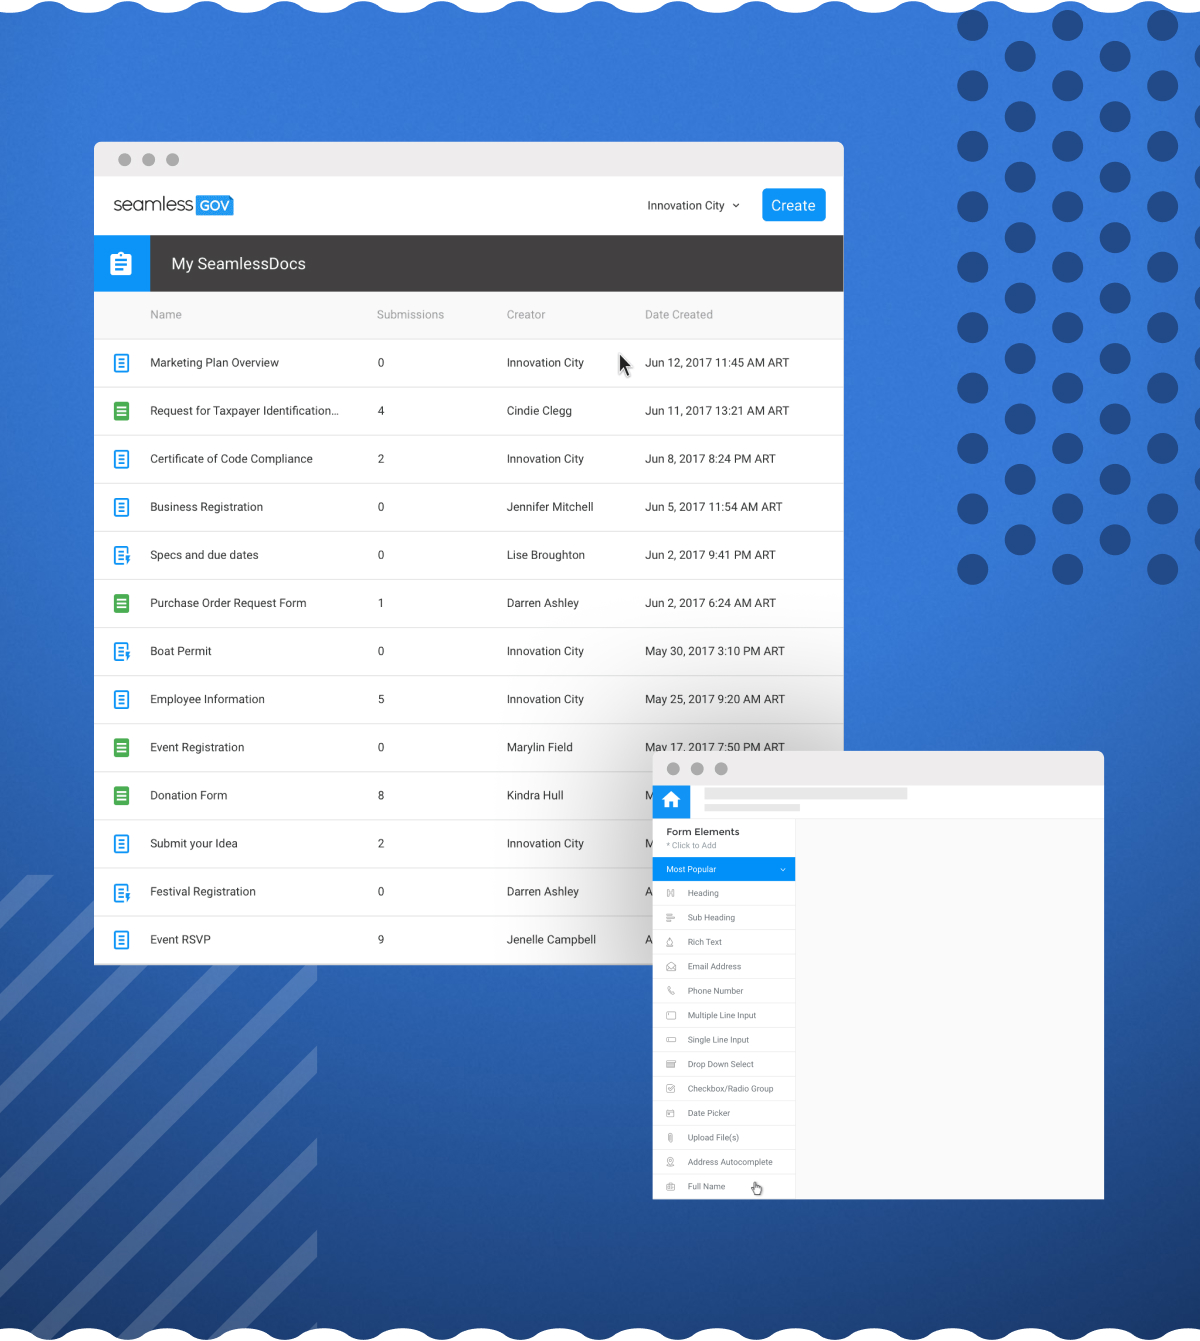 seamless GOV
Innovation City
Create
My SeamlessDocs
Name Submissions Creator Date Created
Marketing Plan Overview 0 Innovation City Jun 12, 2017 11:45 AM ART
Request for Taxpayer Identification... 4 Cindie Clegg Jun 11, 2017 13:21 AM ART
Certificate of Code Compliance 2 Innovation City Jun 8, 2017 8:24 PM ART
Business Registration 0 Jennifer Mitchell Jun 5, 2017 11:54 AM ART
Specs and due dates 0 Lise Broughton Jun 2, 2017 9:41 PM ART
Purchase Order Request Form 1 Darren Ashley Jun 2, 2017 6:24 AM ART
Boat Permit 0 Innovation City May 30, 2017 3:10 PM ART
Employee Information 5 Innovation City May 25, 2017 9:20 AM ART
Event Registration 0 Marylin Field May 17, 2017 7:50 PM ART
Donation Form 8 Kindra Hull M
Submit your Idea 2 Innovation City M
Festival Registration 0 Darren Ashley A
Event RSVP 9 Jenelle Campbell A
Form Elements
* Click to Add
Most Popular
Heading
Sub Heading
Rich Text
Email Address
Phone Number
Multiple Line Input
Single Line Input
Drop Down Select
Checkbox/Radio Group
Date Picker
Upload File(s)
Address Autocomplete
Full Name